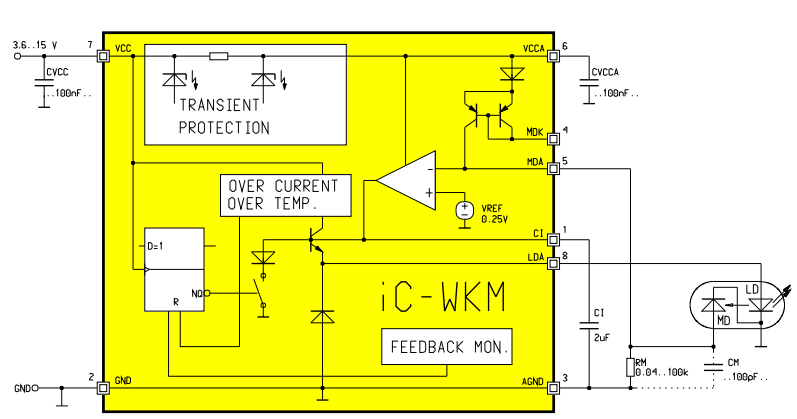 3.6..15 V
7
VCC
VCCA
6
CVCC
..100nF..
CVCCA
..100nF..
TRANSIENT
PROTECTION
MDK
4
MDA
5
-
+
OVER CURRENT
OVER TEMP.
VREF
0.25V
CI
1
LDA
8
D=1
NQ
R
iC-WKM
LD
MD
CI
2uF
FEEDBACK MON.
RM
0.04..100k
CM
..100pF..
GND
2
GND
AGND
3